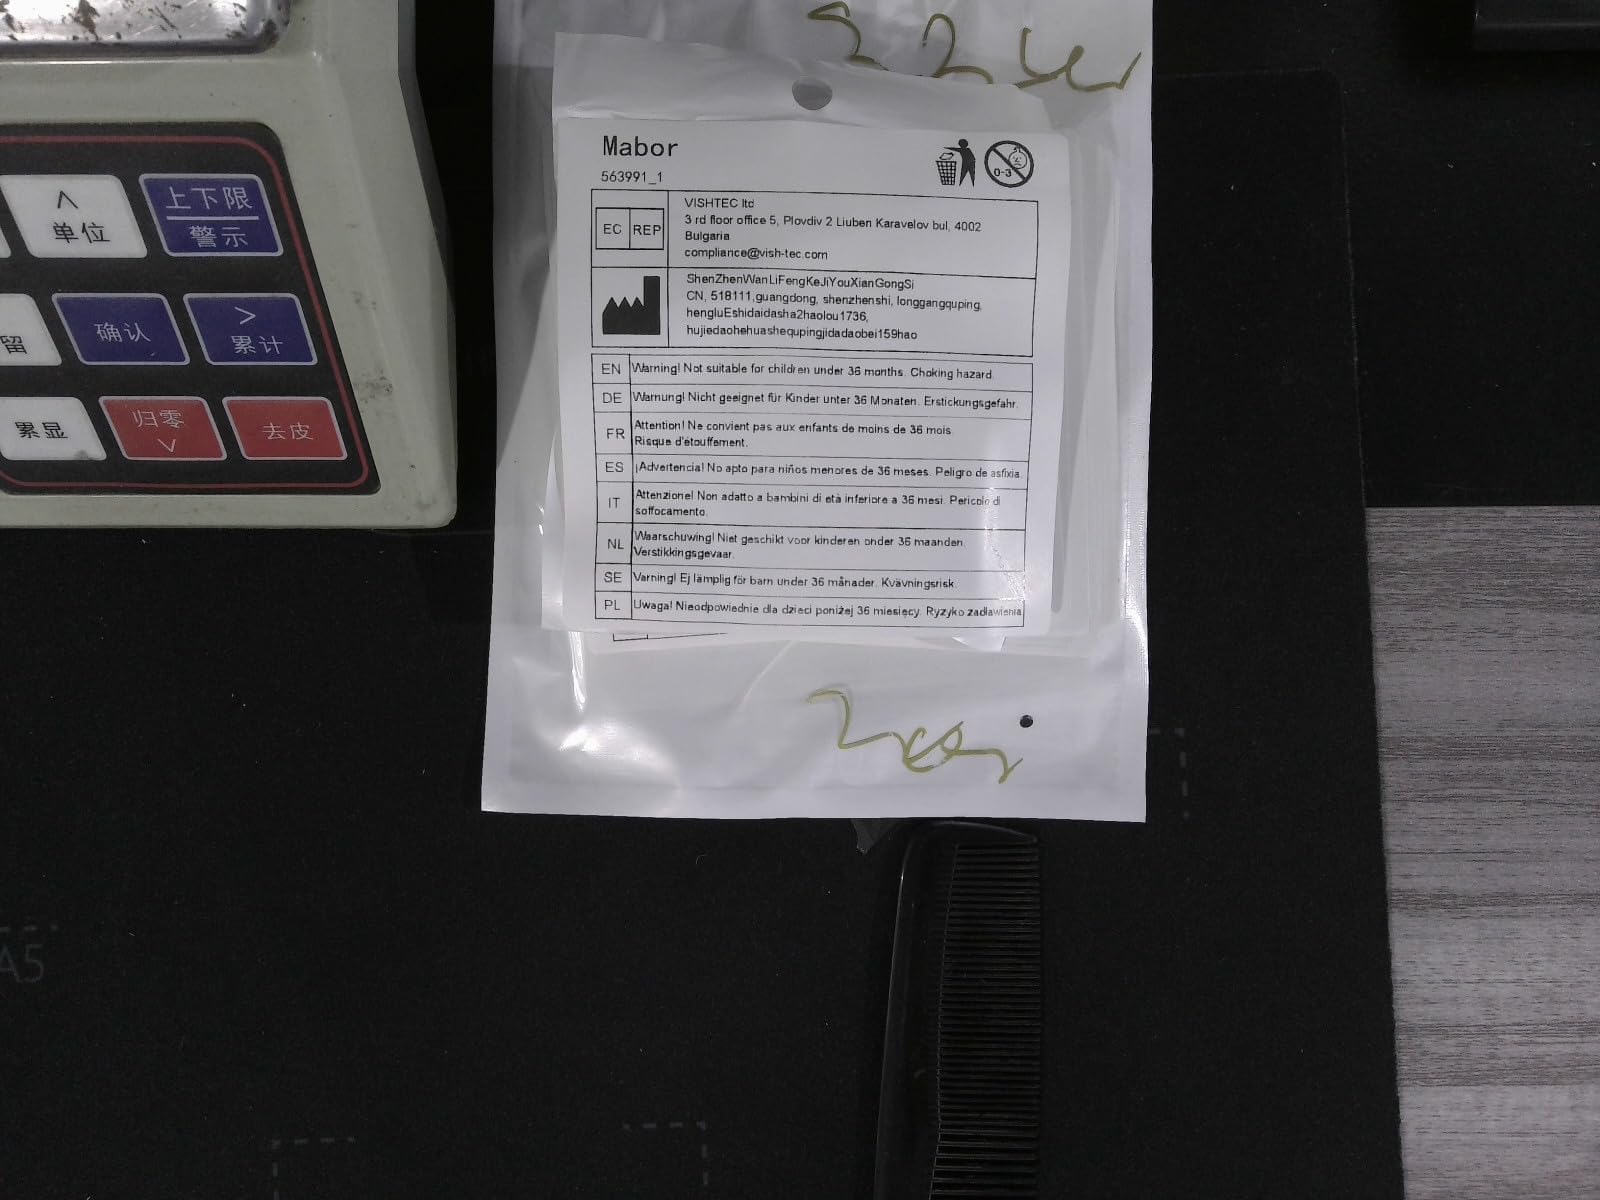 Mabor
563991_1
0-3
EC REP
VISHTEC ltd
3 rd floor office 5, Plovdiv 2 Liuben Karavelov bul, 4002
Bulgaria
compliance@vish-tec.com
ShenZhenWanLiFengKeJiYouXianGongSi
CN, 518111,guangdong, shenzhenshi, longgangquping,
hengluEshidaidasha2haolou1736,
hujiedaohehuashequpingjidadaobei159hao
EN Warning! Not suitable for children under 36 months. Choking hazard.
DE Warnung! Nicht geeignet für Kinder unter 36 Monaten. Erstickungsgefahr.
FR Attention! Ne convient pas aux enfants de moins de 36 mois.
Risque d'étouffement.
ES ¡Advertencia! No apto para niños menores de 36 meses. Peligro de asfixia.
IT Attenzione! Non adatto a bambini di età inferiore a 36 mesi. Pericolo di
soffocamento.
NL Waarschuwing! Niet geschikt voor kinderen onder 36 maanden.
Verstikkingsgevaar.
SE Varning! Ej lämplig för barn under 36 månader. Kvävningsrisk.
PL Uwaga! Nieodpowiednie dla dzieci poniżej 36 miesięcy. Ryzyko zadławienia.
单位
上下限
警示
留
确认
累计
累显
归零
去皮
A5